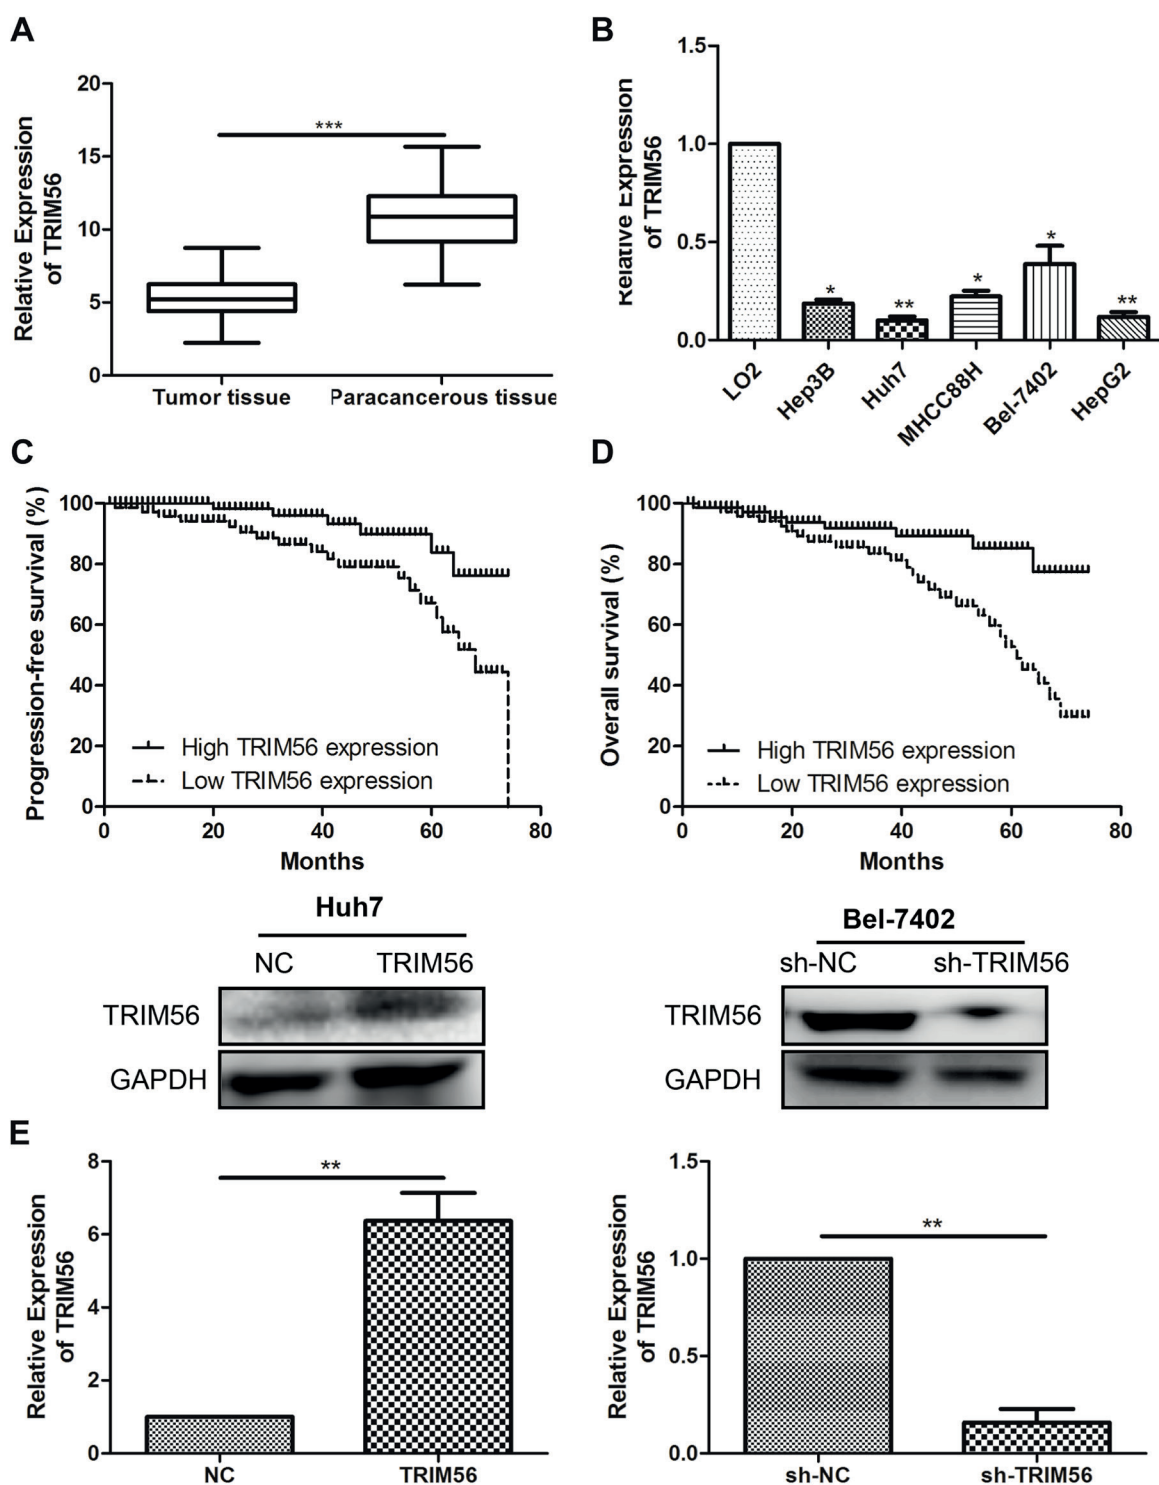 A
Relative Expression
of TRIM56
20
15
10
5
0
***
Tumor tissue
Paracancerous tissue
B
Relative Expression
of TRIM56
1.5
1.0
0.5
0.0
*
**
*
*
**
LO2
Hep3B
Huh7
MHCC88H
Bel-7402
HepG2
C
Progression-free survival (%)
100
80
60
40
20
0
High TRIM56 expression
Low TRIM56 expression
0 20 40 60 80
Months
D
Overall survival (%)
100
80
60
40
20
0
High TRIM56 expression
Low TRIM56 expression
0 20 40 60 80
Months
Huh7
NC TRIM56
TRIM56
GAPDH
Bel-7402
sh-NC sh-TRIM56
TRIM56
GAPDH
E
Relative Expression
of TRIM56
8
6
4
2
0
**
NC TRIM56
Relative Expression
of TRIM56
1.5
1.0
0.5
0.0
**
sh-NC sh-TRIM56